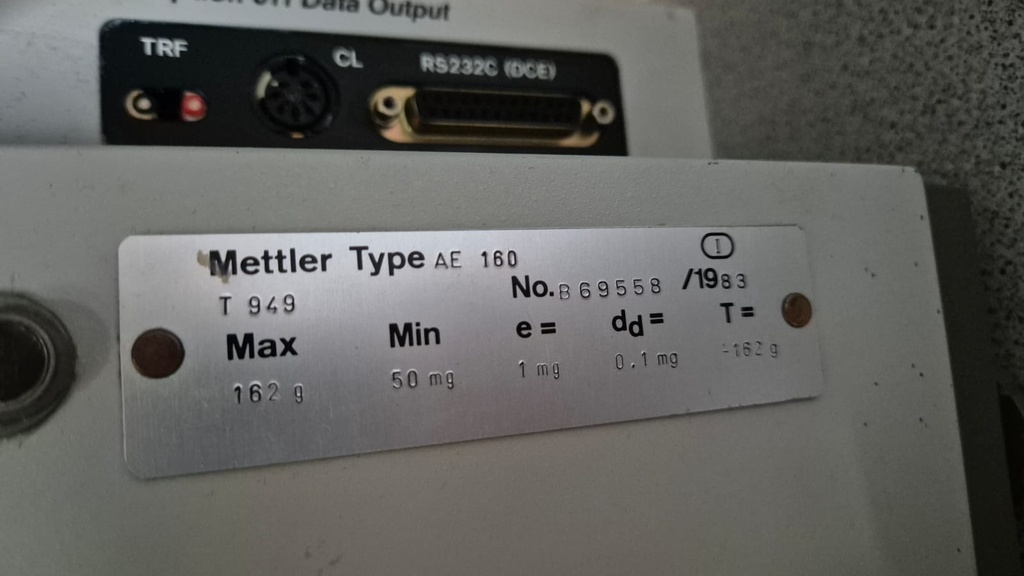 Data Output
TRF
CL
RS232C (DCE)
Mettler Type AE 160
I
T 949
No. B69558 /1983
Max
Min
e =
dd =
T =
162 g
50 mg
1 mg
0.1 mg
-162 g